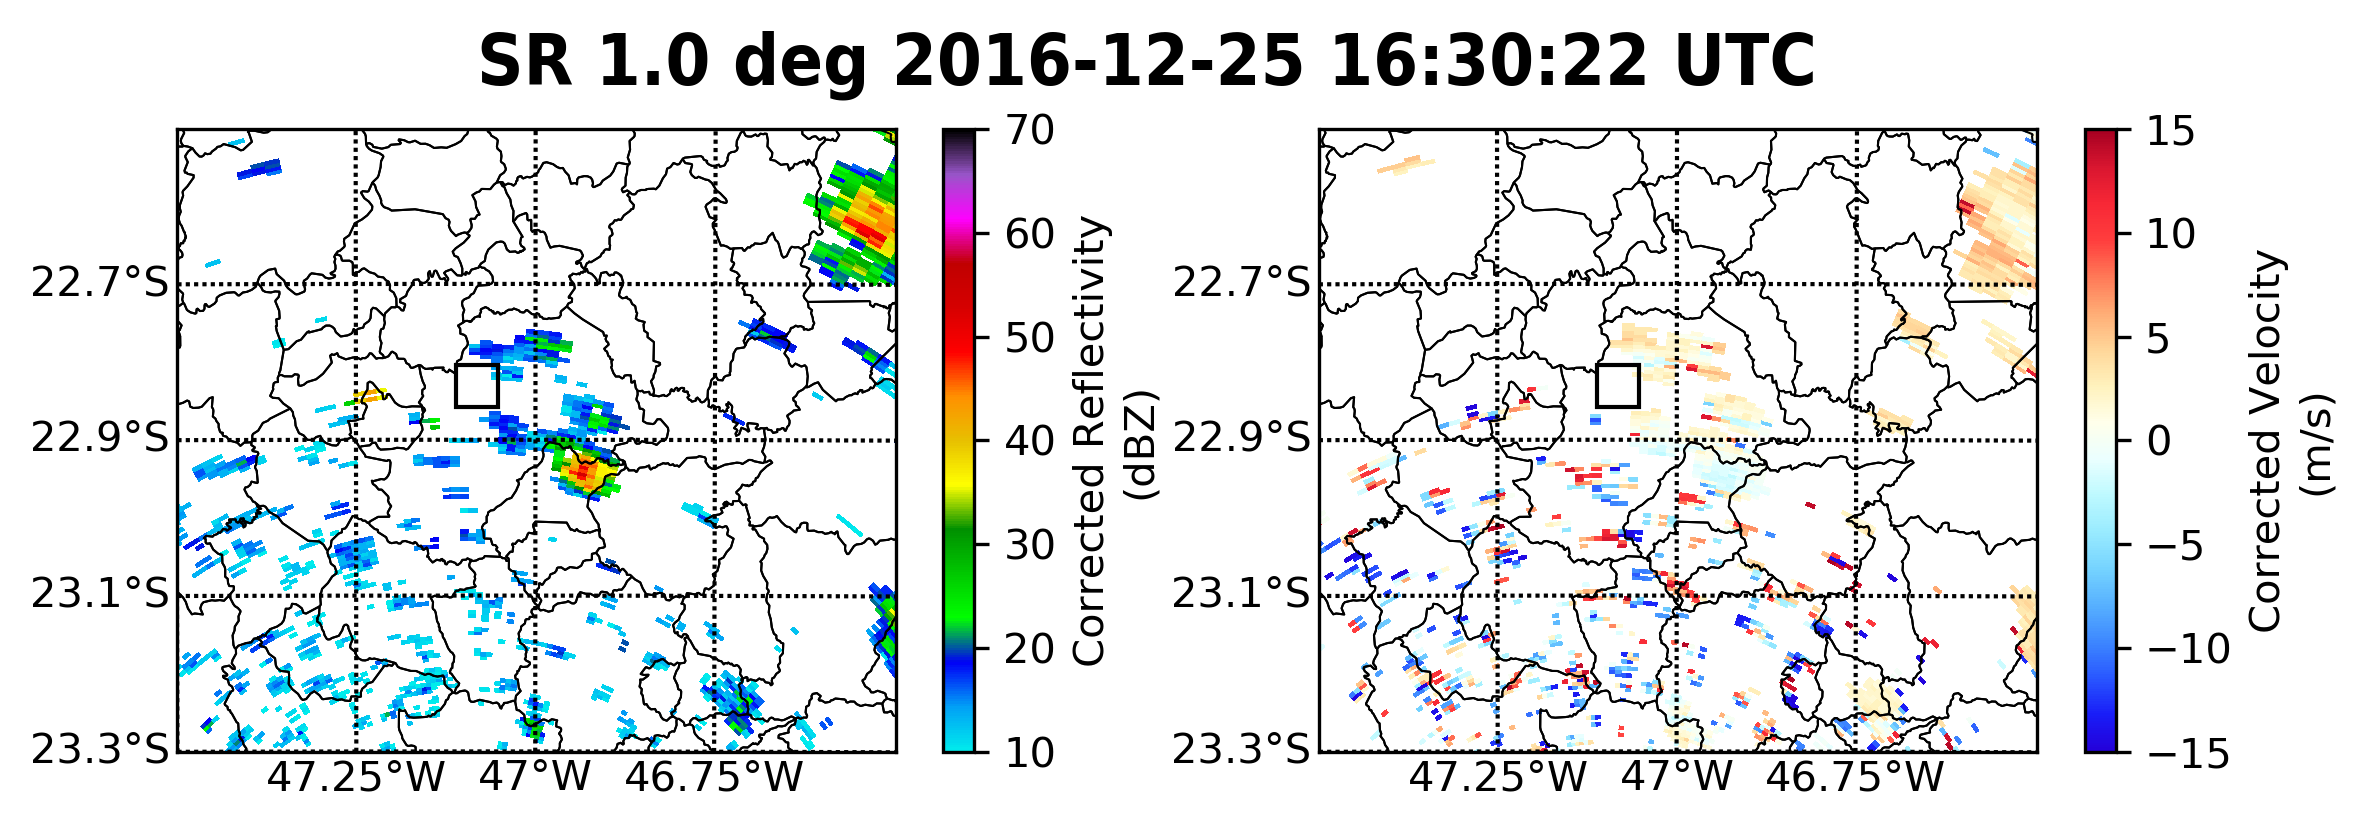 SR 1.0 deg 2016-12-25 16:30:22 UTC
22.7°S
22.9°S
23.1°S
23.3°S
47.25°W
47°W
46.75°W
70
60
50
40
30
20
10
Corrected Reflectivity
(dBZ)
22.7°S
22.9°S
23.1°S
23.3°S
47.25°W
47°W
46.75°W
15
10
5
0
−5
−10
−15
Corrected Velocity
(m/s)